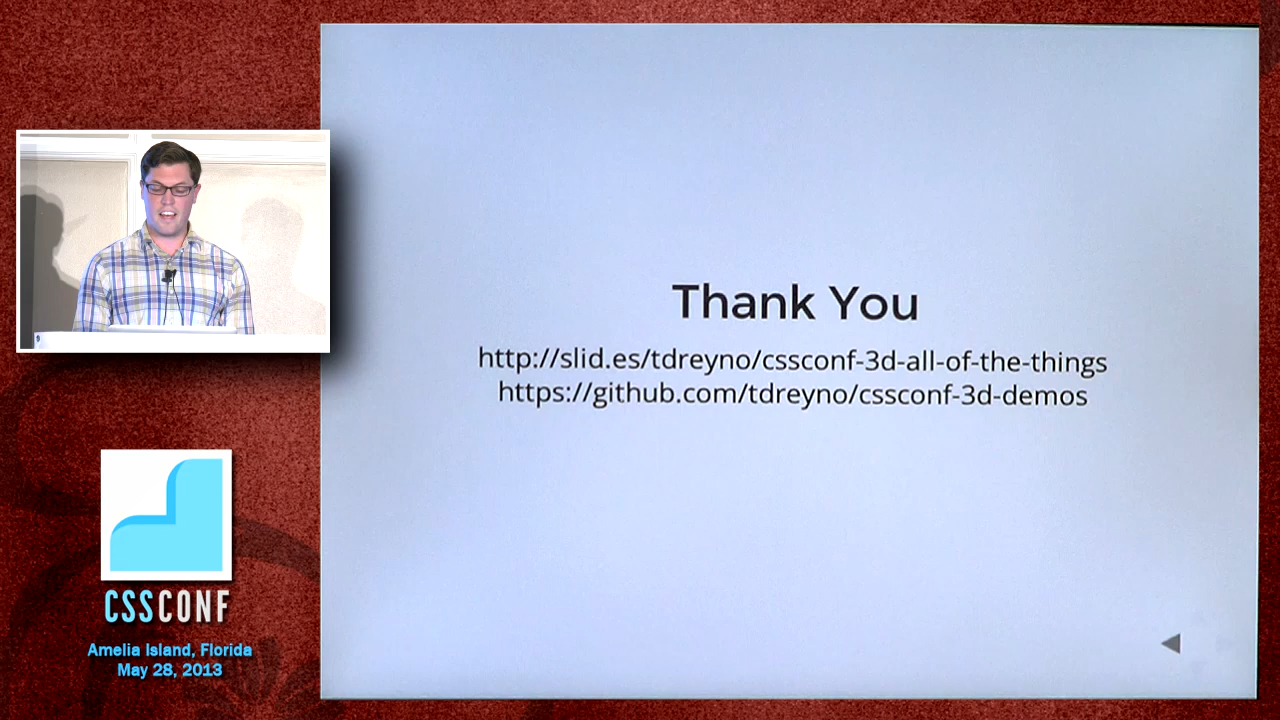 Thank You
http://slid.es/tdreyno/cssconf-3d-all-of-the-things
https://github.com/tdreyno/cssconf-3d-demos
CSSCONF
Amelia Island, Florida
May 28, 2013